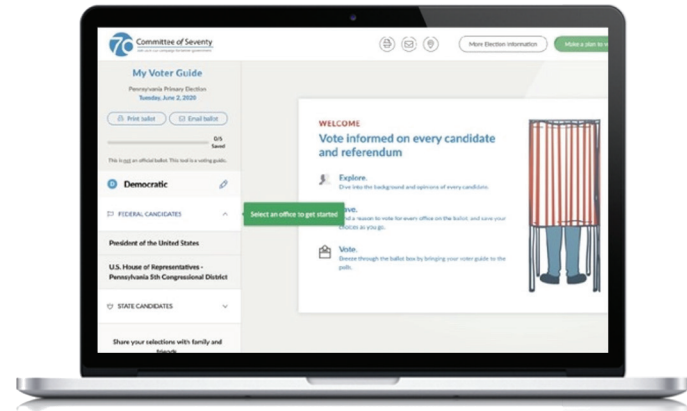 70 Committee of Seventy
More Election Information
Make a plan to v
My Voter Guide
Pennsylvania Primary Election
Tuesday, June 2, 2020
Print ballot
Email ballot
0/5
Saved
This is not an official ballot. This tool is a voting guide.
D Democratic
FEDERAL CANDIDATES
Select an office to get started
President of the United States
U.S. House of Representatives -
Pennsylvania 5th Congressional District
STATE CANDIDATES
Share your selections with family and
friends
WELCOME
Vote informed on every candidate
and referendum
Explore.
Dive into the background and opinions of every candidate.
ave.
d a reason to vote for every office on the ballot, and save your
choices as you go.
Vote.
Breeze through the ballot box by bringing your voter guide to the
polls.